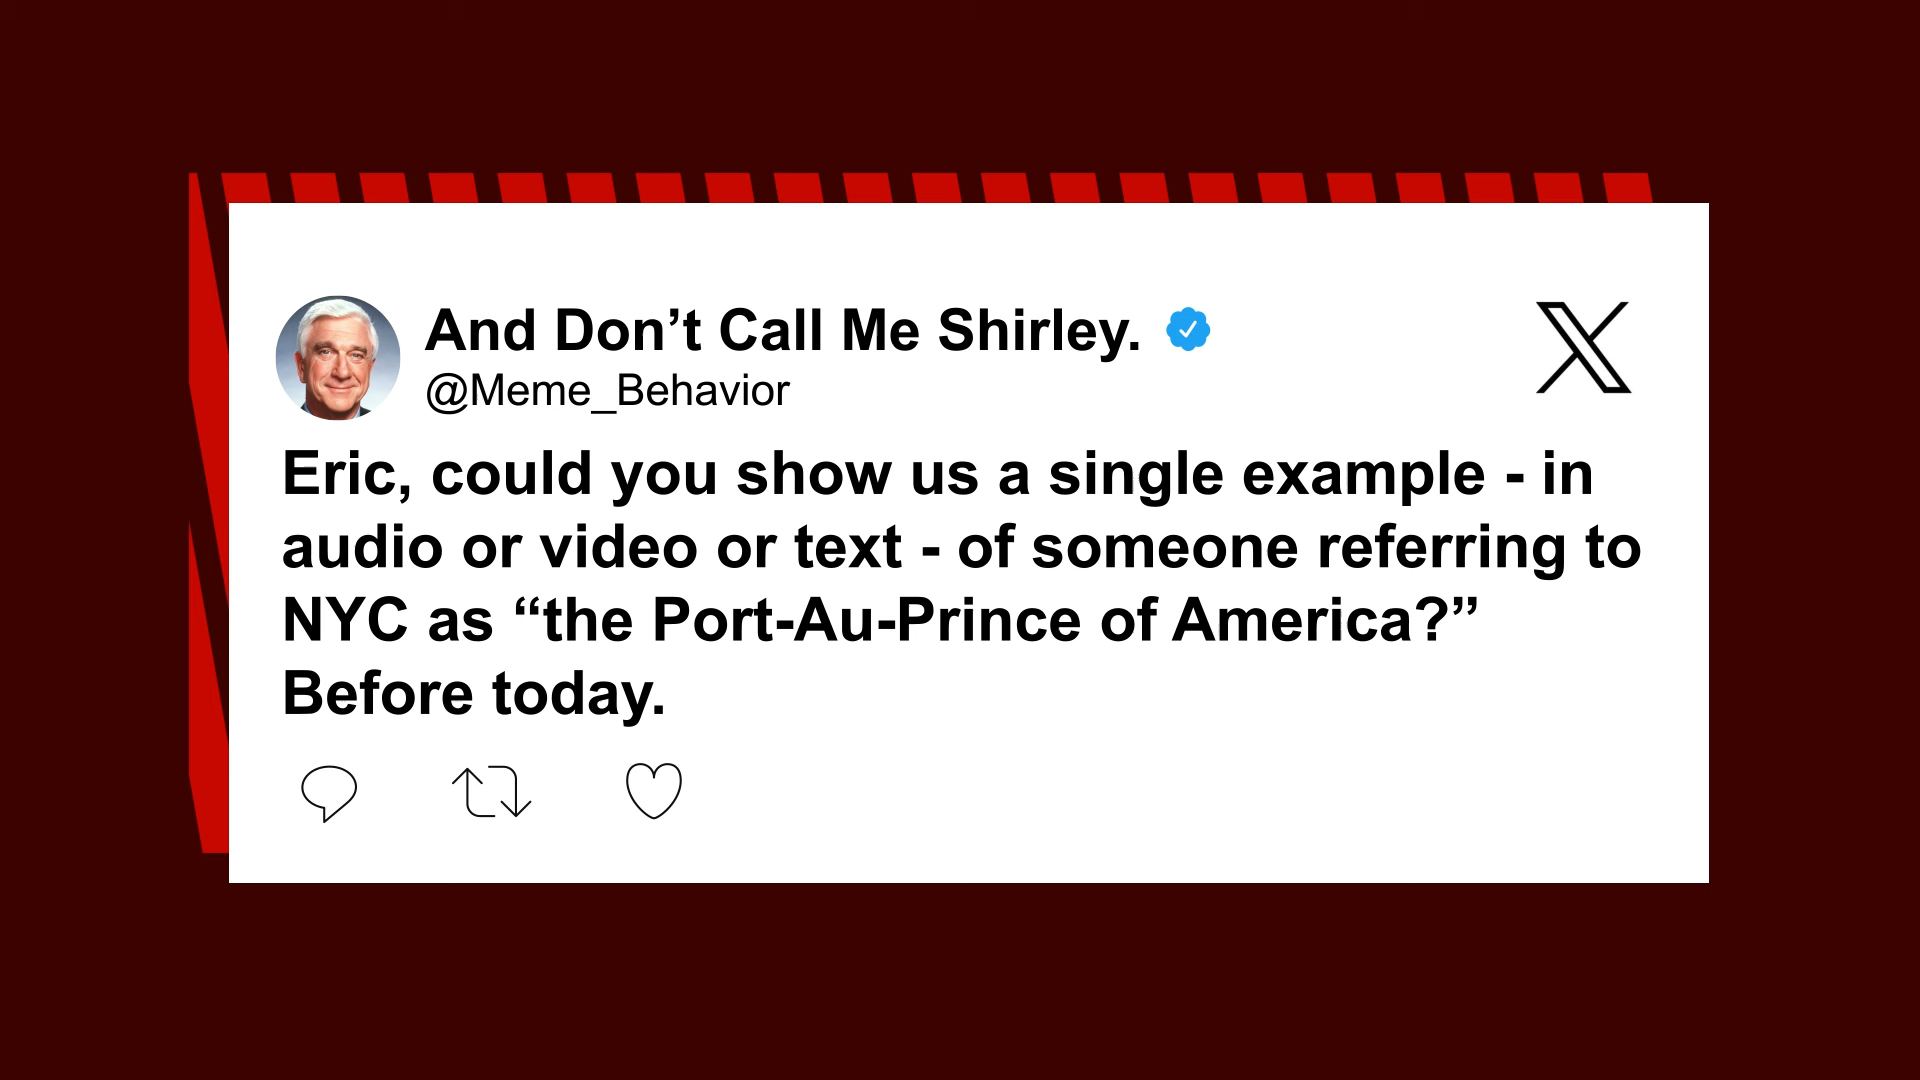 And Don’t Call Me Shirley.
@Meme_Behavior
Eric, could you show us a single example - in
audio or video or text - of someone referring to
NYC as “the Port-Au-Prince of America?”
Before today.